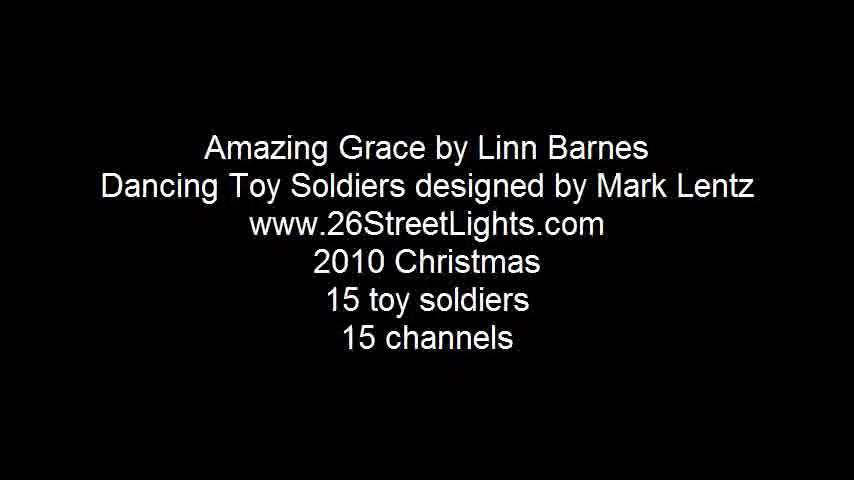 Amazing Grace by Linn Barnes
Dancing Toy Soldiers designed by Mark Lentz
www.26StreetLights.com
2010 Christmas
15 toy soldiers
15 channels